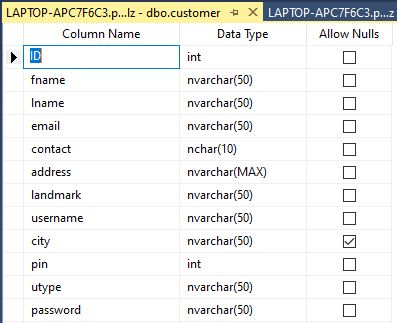 LAPTOP-APC7F6C3.p...lz - dbo.customer LAPTOP-APC7F6C3.p...z
Column Name Data Type Allow Nulls
ID int
fname nvarchar(50)
lname nvarchar(50)
email nvarchar(50)
contact nchar(10)
address nvarchar(MAX)
landmark nvarchar(50)
username nvarchar(50)
city nvarchar(50)
pin int
utype nvarchar(50)
password nvarchar(50)